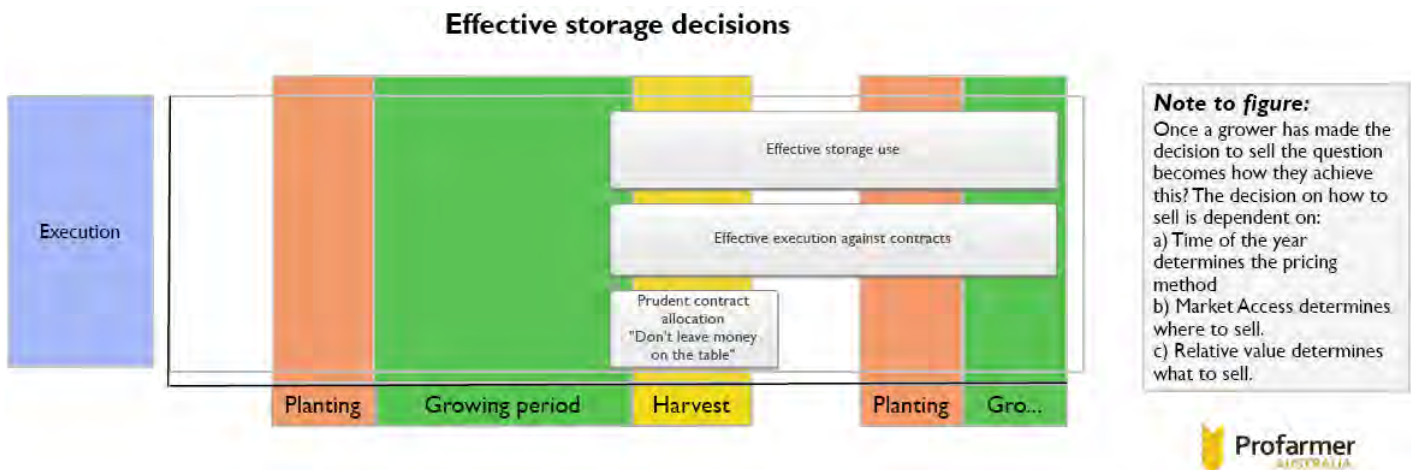 Effective storage decisions
Execution
Effective storage use
Effective execution against contracts
Prudent contract
allocation
"Don't leave money
on the table"
Planting
Growing period
Harvest
Planting
Gro...
Note to figure:
Once a grower has made the
decision to sell the question
becomes how they achieve
this? The decision on how to
sell is dependent on:
a) Time of the year
determines the pricing
method
b) Market Access determines
where to sell.
c) Relative value determines
what to sell.
Profarmer
AUSTRALIA